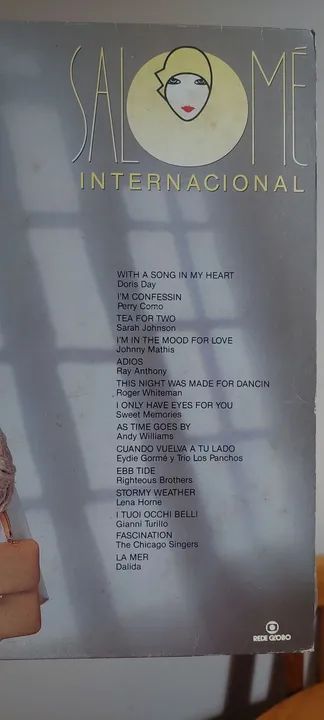 SALOMÉ
INTERNACIONAL
WITH A SONG IN MY HEART
Doris Day
I'M CONFESSIN
Perry Como
TEA FOR TWO
Sarah Johnson
I'M IN THE MOOD FOR LOVE
Johnny Mathis
ADIOS
Ray Anthony
THIS NIGHT WAS MADE FOR DANCIN
Roger Whiteman
I ONLY HAVE EYES FOR YOU
Sweet Memories
AS TIME GOES BY
Andy Williams
CUANDO VUELVA A TU LADO
Eydie Gormé y Trio Los Panchos
EBB TIDE
Righteous Brothers
STORMY WEATHER
Lena Horne
I TUOI OCCHI BELLI
Gianni Turillo
FASCINATION
The Chicago Singers
LA MER
Dalida
REDE GLOBO